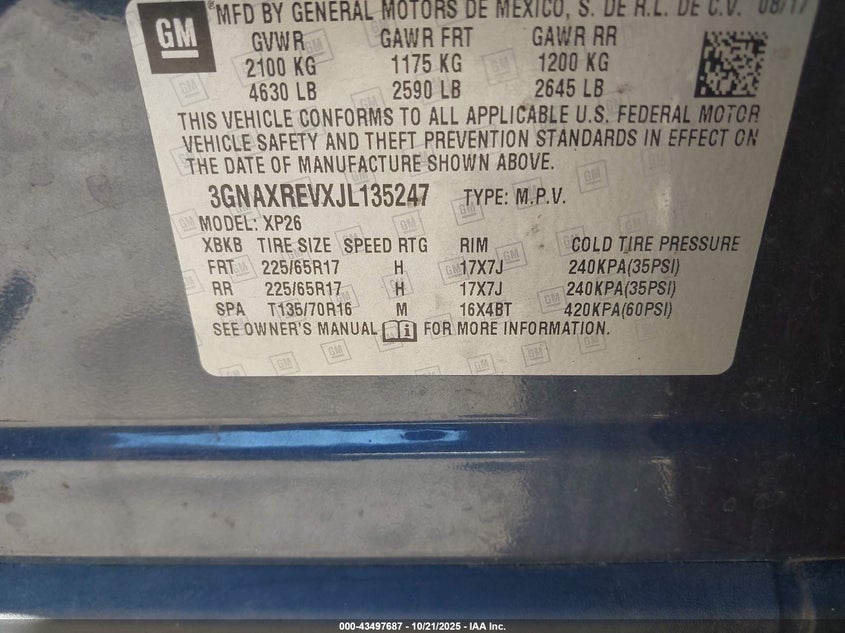 GM
®MFD BY GENERAL MOTORS DE MEXICO, S. DE R.L. DE C.V. 08/17
GVWR GAWR FRT GAWR RR
2100 KG 1175 KG 1200 KG
4630 LB 2590 LB 2645 LB
THIS VEHICLE CONFORMS TO ALL APPLICABLE U.S. FEDERAL MOTOR
VEHICLE SAFETY AND THEFT PREVENTION STANDARDS IN EFFECT ON
THE DATE OF MANUFACTURE SHOWN ABOVE.
3GNAXREVXJL135247 TYPE: M.P.V.
MODEL: XP26
XBKB TIRE SIZE SPEED RTG RIM COLD TIRE PRESSURE
FRT 225/65R17 H 17X7J 240KPA(35PSI)
RR 225/65R17 H 17X7J 240KPA(35PSI)
SPA T135/70R16 M 16X4BT 420KPA(60PSI)
SEE OWNER'S MANUAL FOR MORE INFORMATION.
000-43497687 - 10/21/2025 - IAA Inc.